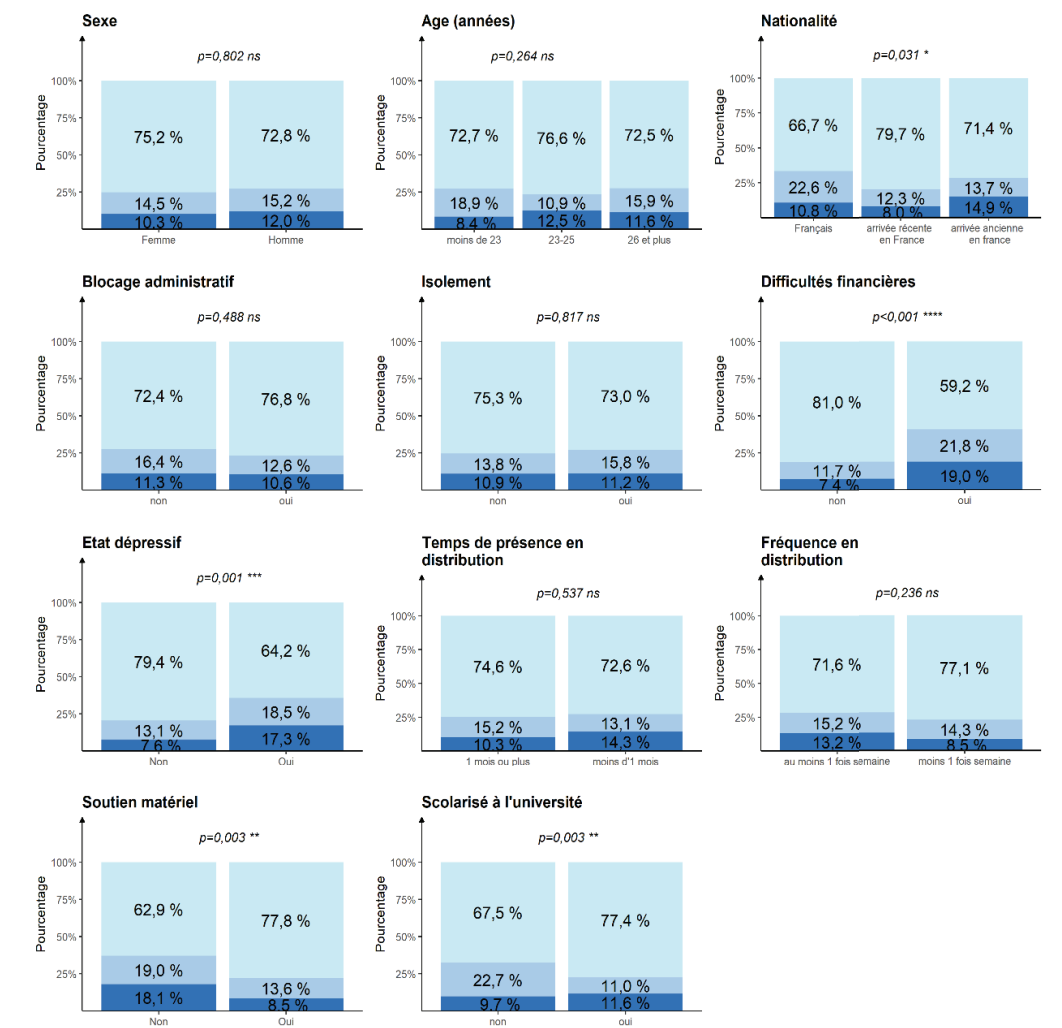 Sexe
p=0,802 ns
Pourcentage
100%
75%
50%
25%
75,2 %
72,8 %
14,5 %
15,2 %
10,3 %
12,0 %
Femme
Homme
Age (années)
p=0,264 ns
Pourcentage
100%
75%
50%
25%
72,7 %
76,6 %
72,5 %
18,9 %
10,9 %
15,9 %
8,4 %
12,5 %
11,6 %
moins de 23
23-25
26 et plus
Nationalité
p=0,031 *
Pourcentage
100%
75%
50%
25%
66,7 %
79,7 %
71,4 %
22,6 %
12,3 %
13,7 %
10,8 %
8,0 %
14,9 %
Français
arrivée récente
en France
arrivée ancienne
en france
Blocage administratif
p=0,488 ns
Pourcentage
100%
75%
50%
25%
72,4 %
76,8 %
16,4 %
12,6 %
11,3 %
10,6 %
non
oui
Isolement
p=0,817 ns
Pourcentage
100%
75%
50%
25%
75,3 %
73,0 %
13,8 %
15,8 %
10,9 %
11,2 %
non
oui
Difficultés financières
p<0,001 ****
Pourcentage
100%
75%
50%
25%
81,0 %
59,2 %
11,7 %
21,8 %
7,4 %
19,0 %
non
oui
Etat dépressif
p=0,001 ***
Pourcentage
100%
75%
50%
25%
79,4 %
64,2 %
13,1 %
18,5 %
7,6 %
17,3 %
Non
Oui
Temps de présence en
distribution
p=0,537 ns
Pourcentage
100%
75%
50%
25%
74,6 %
72,6 %
15,2 %
13,1 %
10,3 %
14,3 %
1 mois ou plus
moins d'1 mois
Fréquence en
distribution
p=0,236 ns
Pourcentage
100%
75%
50%
25%
71,6 %
77,1 %
15,2 %
14,3 %
13,2 %
8,5 %
au moins 1 fois semaine
moins 1 fois semaine
Soutien matériel
p=0,003 **
Pourcentage
100%
75%
50%
25%
62,9 %
77,8 %
19,0 %
13,6 %
18,1 %
8,5 %
Non
Oui
Scolarisé à l'université
p=0,003 **
Pourcentage
100%
75%
50%
25%
67,5 %
77,4 %
22,7 %
11,0 %
9,7 %
11,6 %
non
oui